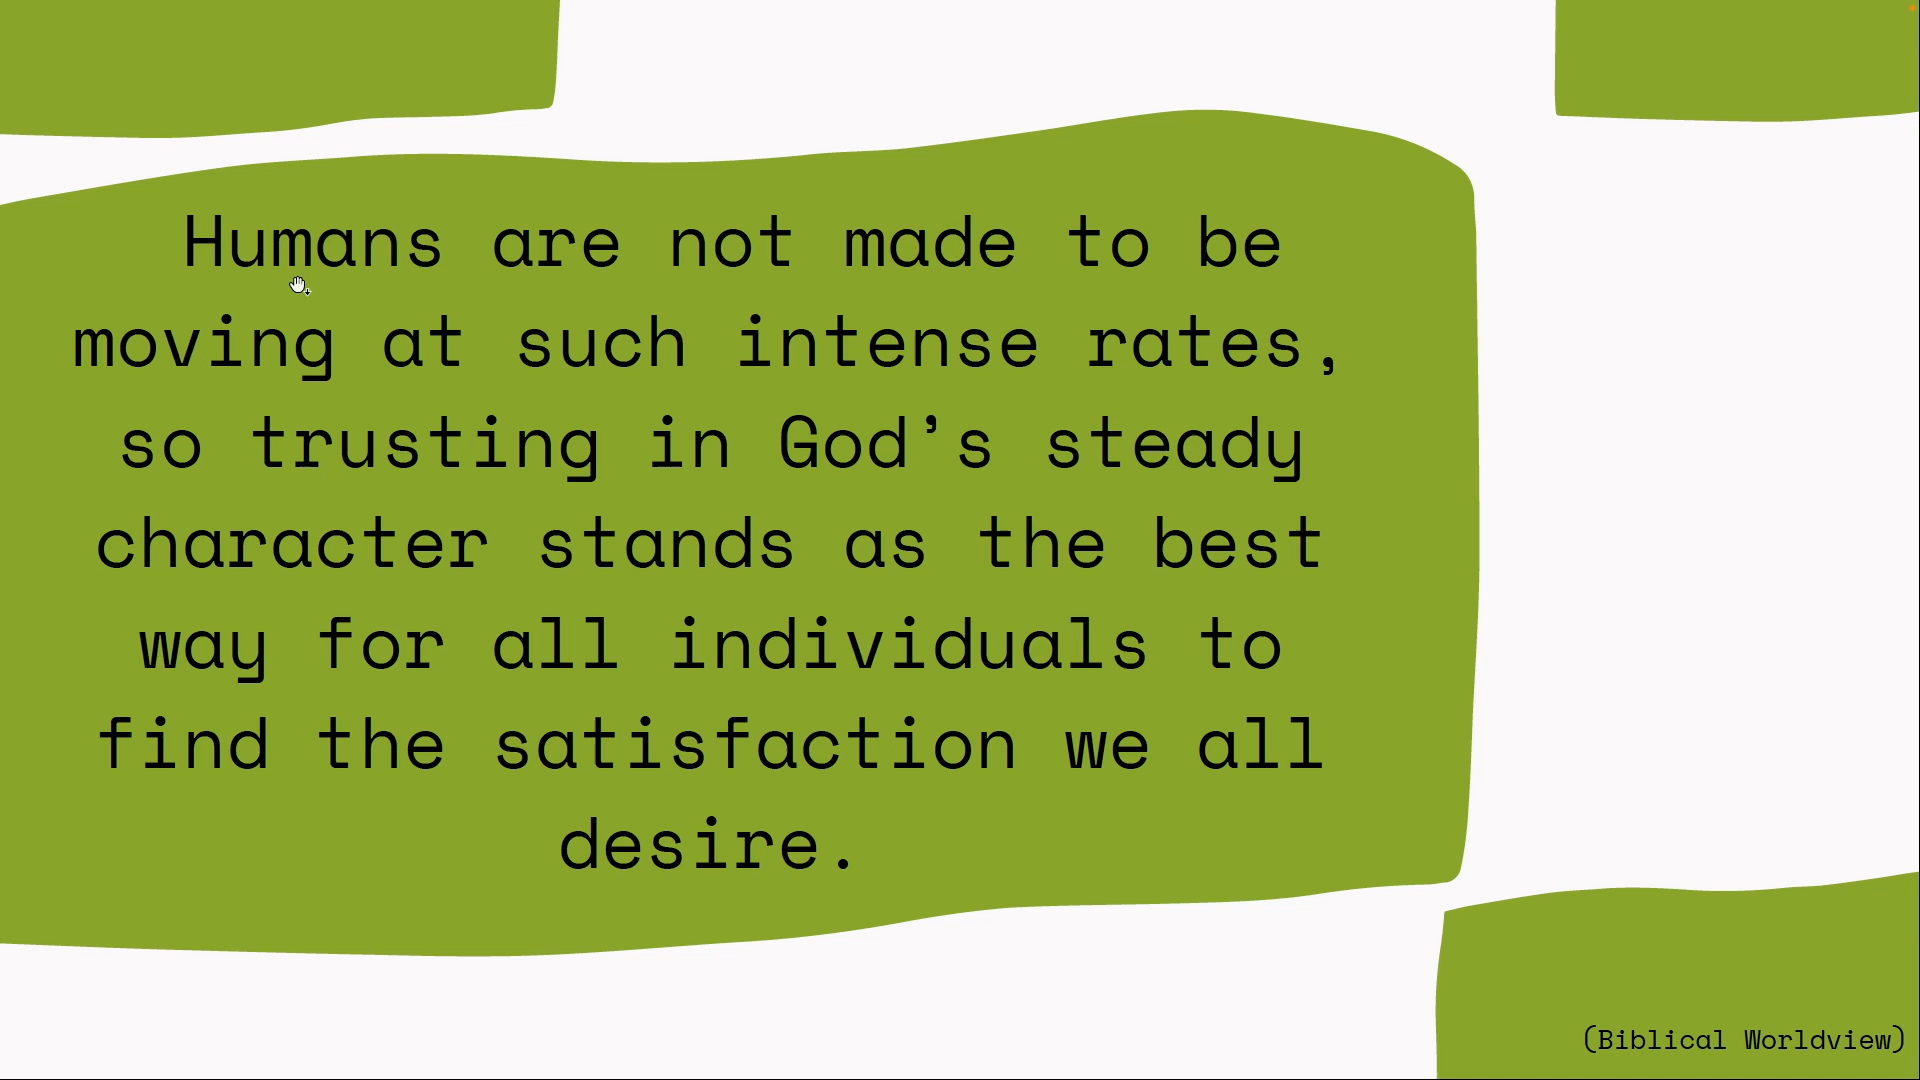 Humans are not made to be
moving at such intense rates,
so trusting in God’s steady
character stands as the best
way for all individuals to
find the satisfaction we all
desire.
(Biblical Worldview)